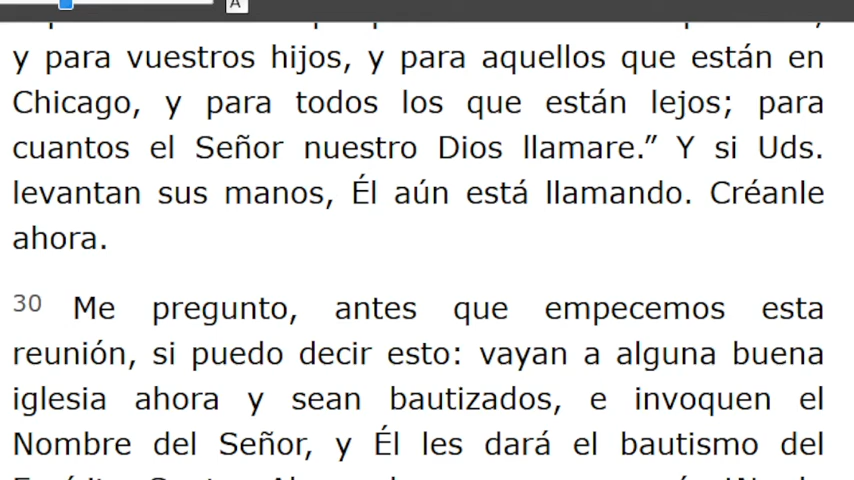 A
y para vuestros hijos, y para aquellos que están en
Chicago, y para todos los que están lejos; para
cuantos el Señor nuestro Dios llamare.” Y si Uds.
levantan sus manos, Él aún está llamando. Créanle
ahora.
30 Me pregunto, antes que empecemos esta
reunión, si puedo decir esto: vayan a alguna buena
iglesia ahora y sean bautizados, e invoquen el
Nombre del Señor, y Él les dará el bautismo del